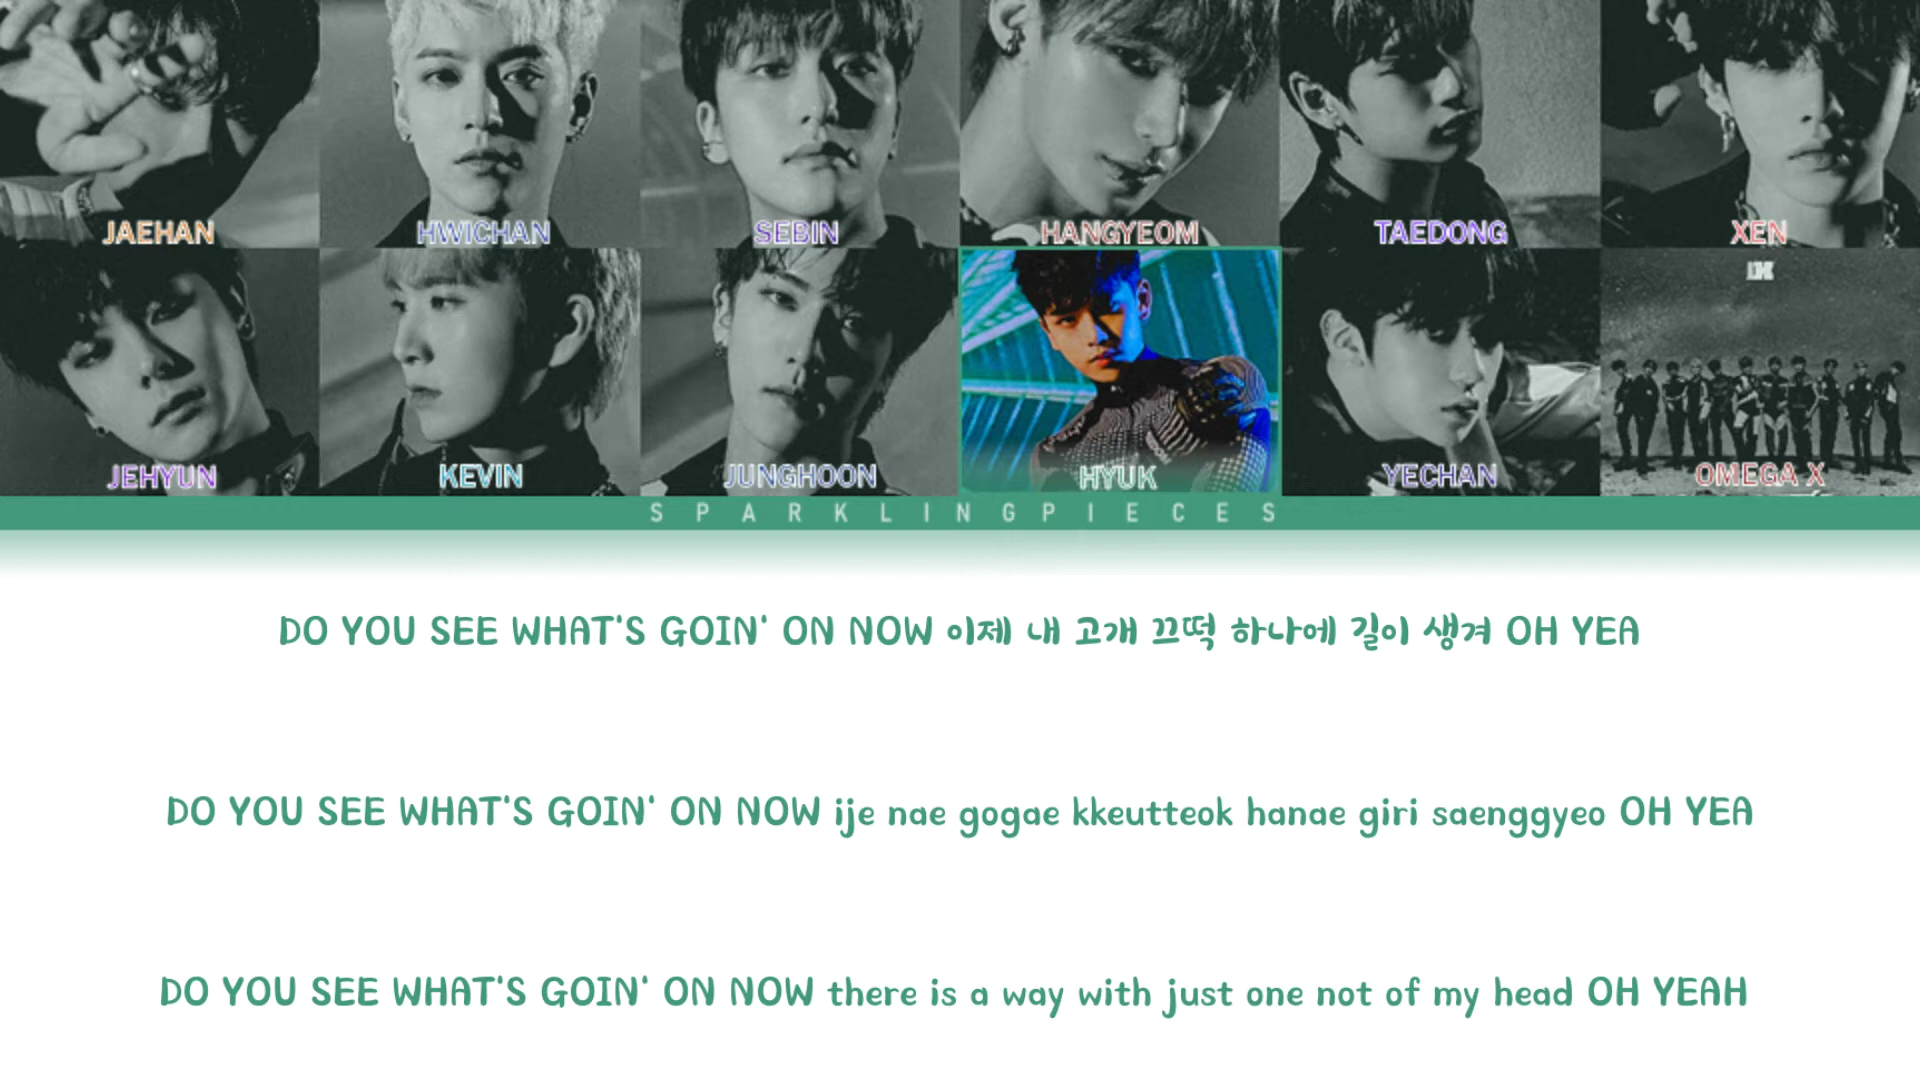 JAEHAN HWICHAN SEBIN HANGYEOM TAEDONG XEN
JEHYUN KEVIN JUNGHOON HYUK YECHAN OMEGA X
SPARKLINGPIECES
DO YOU SEE WHAT'S GOIN' ON NOW 이제 내 고개 끄떡 하나에 길이 생겨 OH YEA
DO YOU SEE WHAT'S GOIN' ON NOW ije nae gogae kkeutteok hanae giri saenggyeo OH YEA
DO YOU SEE WHAT'S GOIN' ON NOW there is a way with just one not of my head OH YEAH